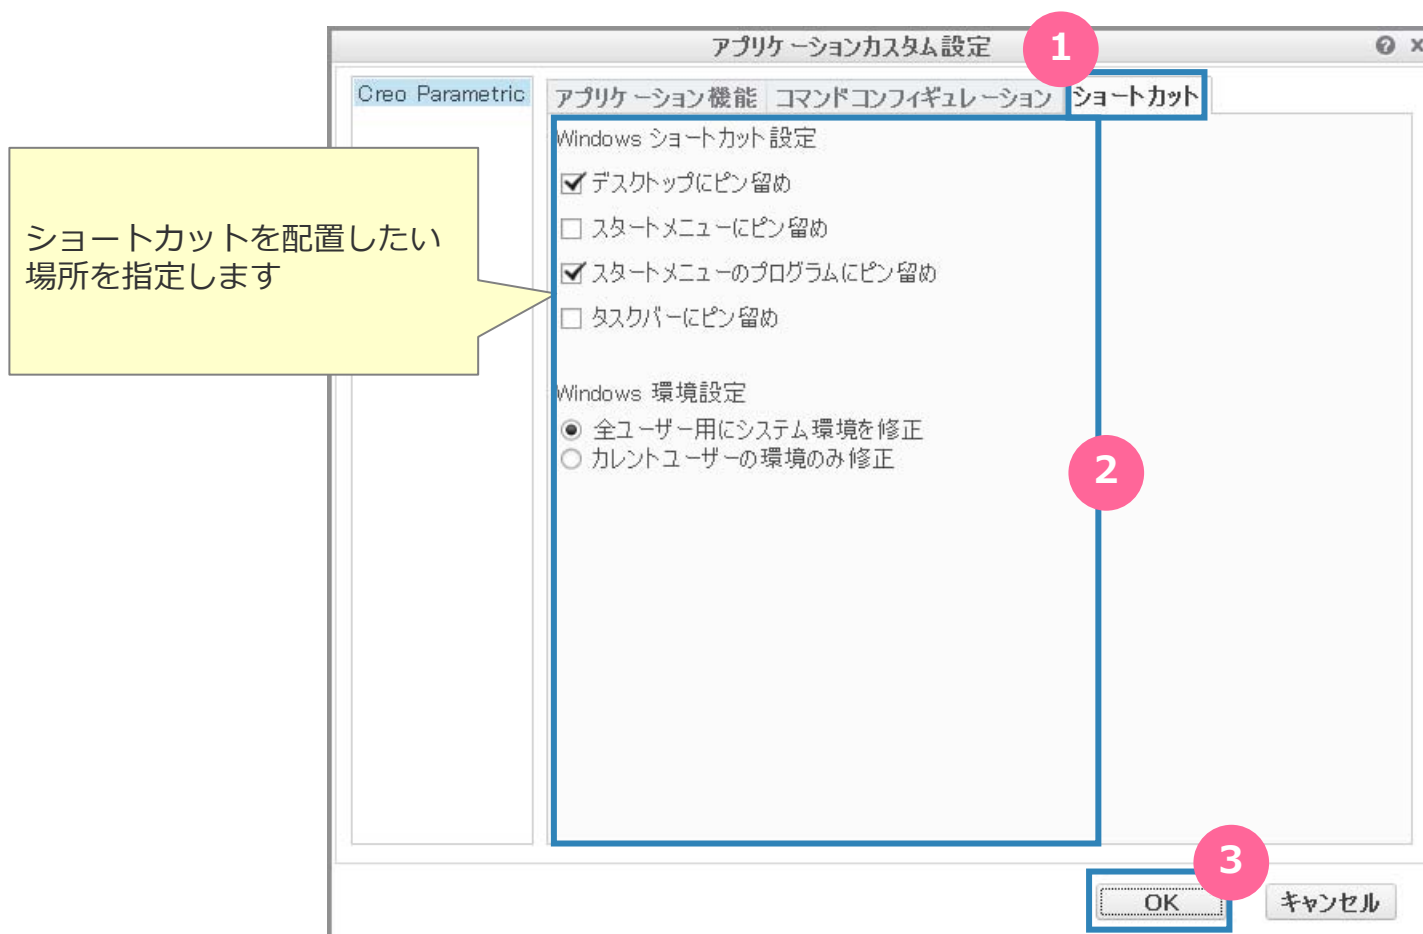 アプリケーションカスタム設定
1
Creo Parametric
アプリケーション機能 コマンドコンフィギュレーション ショートカット
Windows ショートカット設定
デスクトップにピン留め
スタートメニューにピン留め
スタートメニューのプログラムにピン留め
タスクバーにピン留め
ショートカットを配置したい
場所を指定します
Windows 環境設定
全ユーザー用にシステム環境を修正
カレントユーザーの環境のみ修正
2
3
OK キャンセル